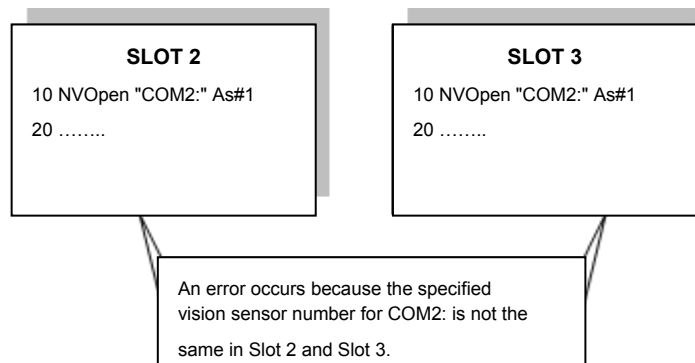 SLOT 2
10 NVOpen "COM2:" As#1
20 ……..
SLOT 3
10 NVOpen "COM2:" As#1
20 ……..
An error occurs because the specified
vision sensor number for COM2: is not the
same in Slot 2 and Slot 3.